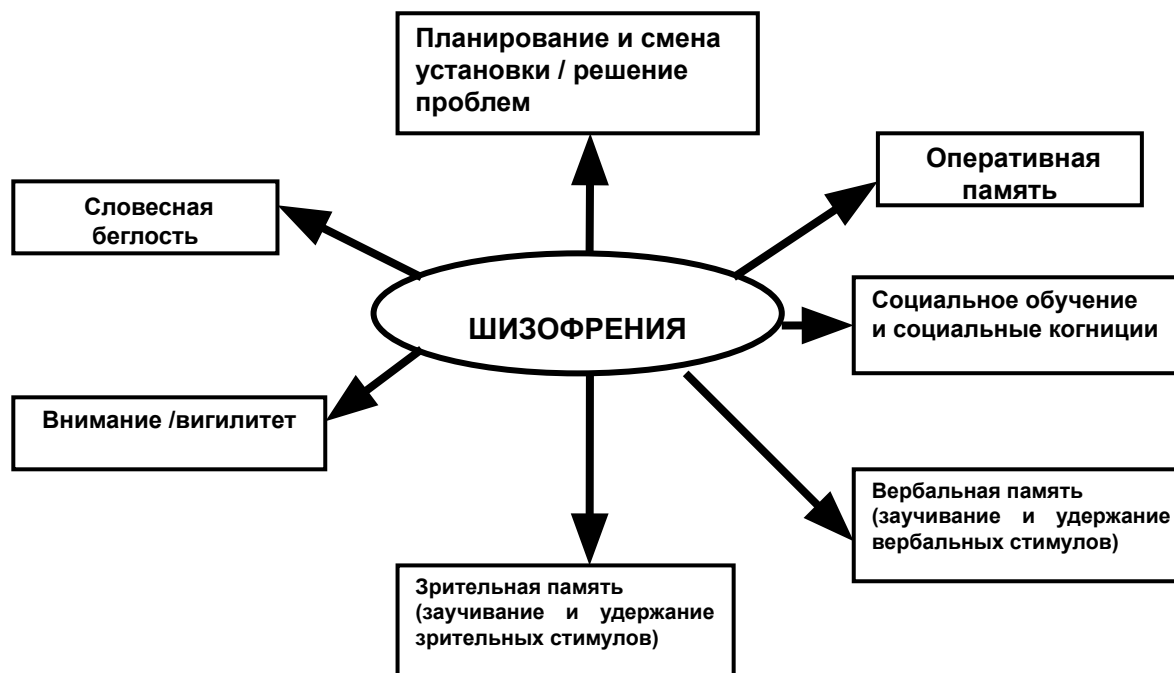 Планирование и смена
установки / решение
проблем
Оперативная
память
Словесная
беглость
Социальное обучение
и социальные когниции
ШИЗОФРЕНИЯ
Внимание /вигилитет
Вербальная память
(заучивание и удержание
вербальных стимулов)
Зрительная память
(заучивание и удержание
зрительных стимулов)